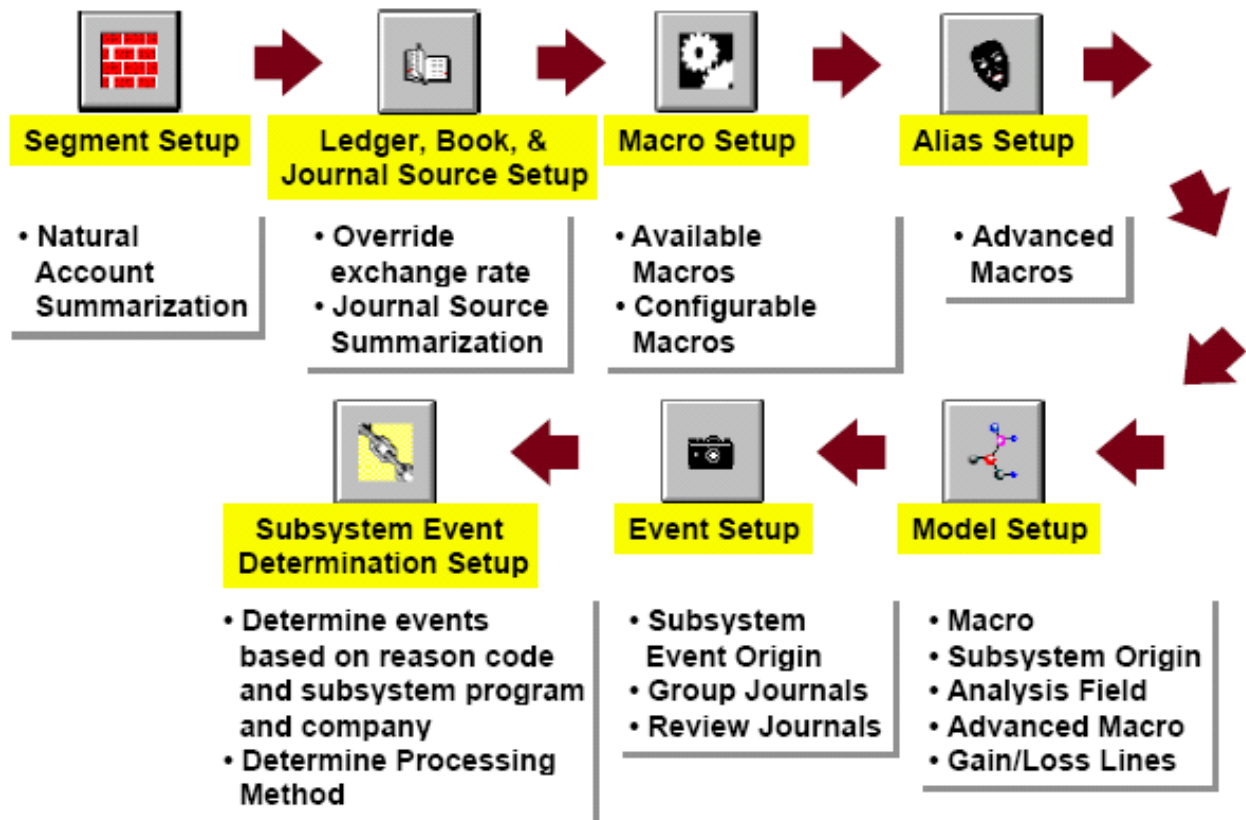 Segment Setup
Ledger, Book, &
Journal Source Setup
Macro Setup
Alias Setup
• Natural
Account
Summarization
• Override
exchange rate
• Journal Source
Summarization
• Available
Macros
• Configurable
Macros
• Advanced
Macros
Subsystem Event
Determination Setup
Event Setup
Model Setup
• Determine events
based on reason code
and subsystem program
and company
• Determine Processing
Method
• Subsystem
Event Origin
• Group Journals
• Review Journals
• Macro
• Subsystem Origin
• Analysis Field
• Advanced Macro
• Gain/Loss Lines